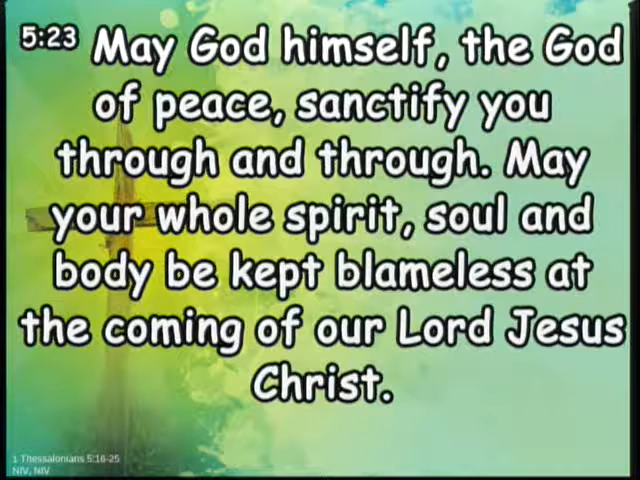 5:23 May God himself, the God
of peace, sanctify you
through and through. May
your whole spirit, soul and
body be kept blameless at
the coming of our Lord Jesus
Christ.
1 Thessalonians 5:16-25
NIV, NIV